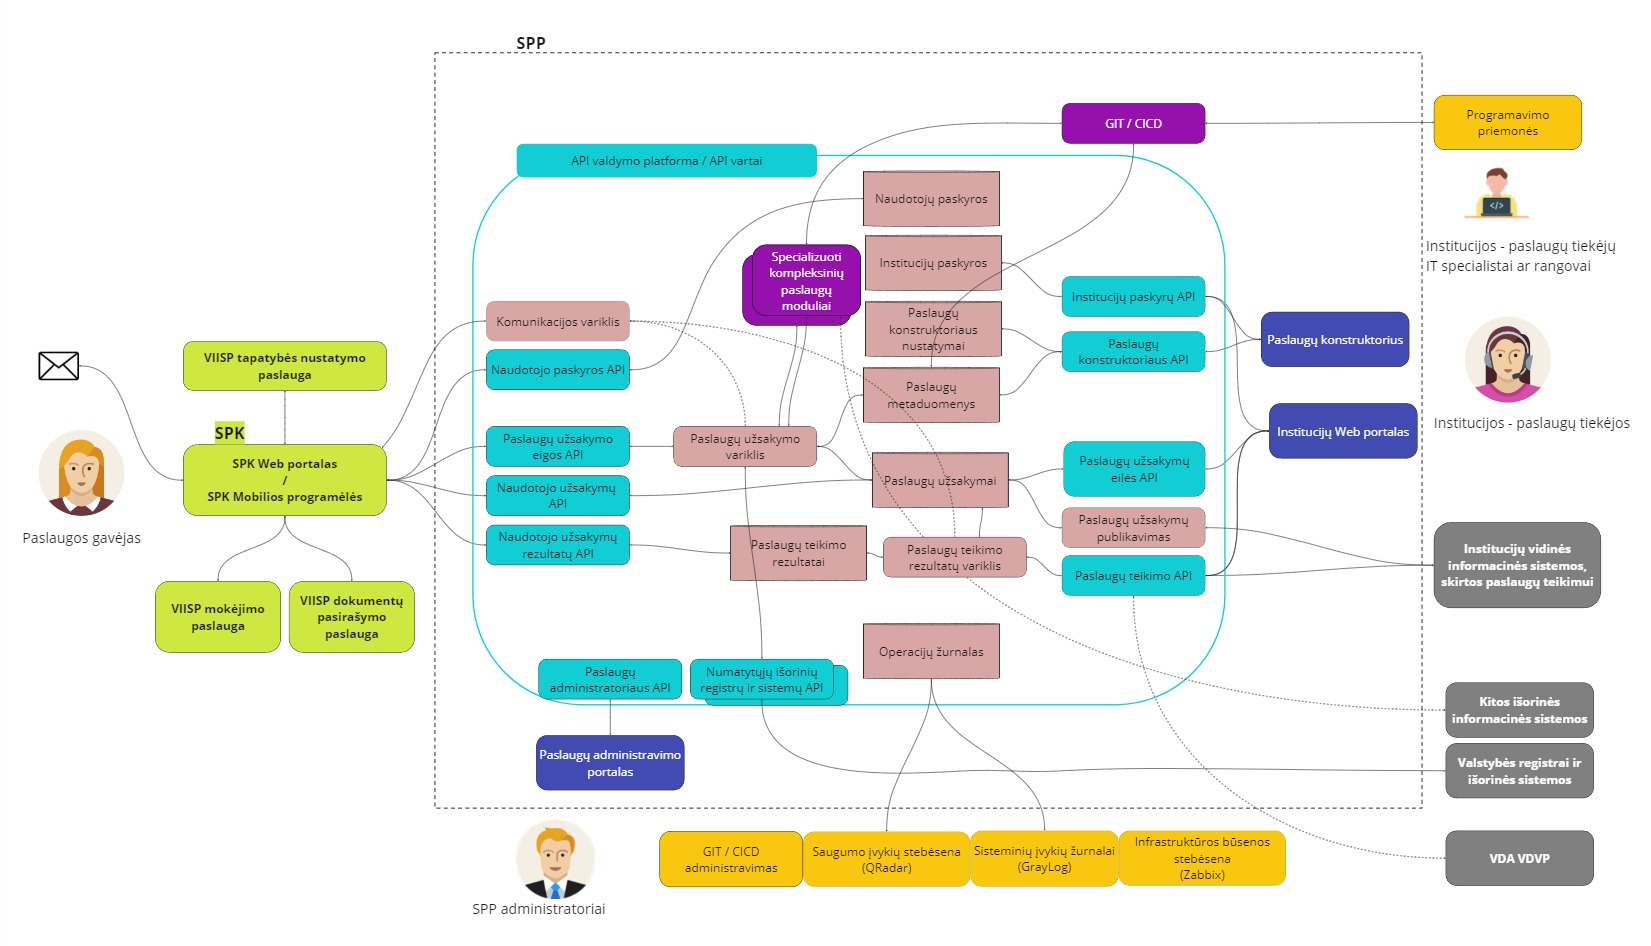 SPP
GIT / CICD
Programavimo
priemonės
API valdymo platforma / API vartai
Naudotojų paskyros
Institucijos - paslaugų tiekėjų
IT specialistai ar rangovai
Specializuoti
kompleksinių
paslaugų
moduliai
Institucijų paskyros
Institucijų paskyrų API
Komunikacijos variklis
Paslaugų
konstruktoriaus
nustatymai
Paslaugų
konstruktoriaus API
Paslaugų konstruktorius
VIISP tapatybės nustatymo
paslauga
Naudotojo paskyros API
Paslaugų
metaduomenys
Institucijos - paslaugų tiekėjos
SPK
SPK Web portalas
/
SPK Mobilios programėlės
Paslaugos gavėjas
Paslaugų užsakymo
eigos API
Paslaugų užsakymo
variklis
Institucijų Web portalas
Naudotojo užsakymų
API
Paslaugų užsakymai
Paslaugų užsakymų
eilės API
Naudotojo užsakymų
rezultatų API
Paslaugų teikimo
rezultatai
Paslaugų teikimo
rezultatų variklis
Paslaugų užsakymų
publikavimas
Paslaugų teikimo API
Institucijų vidinės
informacinės sistemos,
skirtos paslaugų teikimui
VIISP mokėjimo
paslauga
VIISP dokumentų
pasirašymo
paslauga
Operacijų žurnalas
Paslaugų
administratoriaus API
Numatytųjų išorinių
registrų ir sistemų API
Kitos išorinės
informacinės sistemos
Paslaugų administravimo
portalas
Valstybės registrai ir
išorinės sistemos
SPP administratoriai
GIT / CICD
administravimas
Saugumo įvykių stebėsena
(QRadar)
Sisteminių įvykių žurnalai
(GrayLog)
Infrastruktūros būsenos
stebėsena
(Zabbix)
VDA VDVP